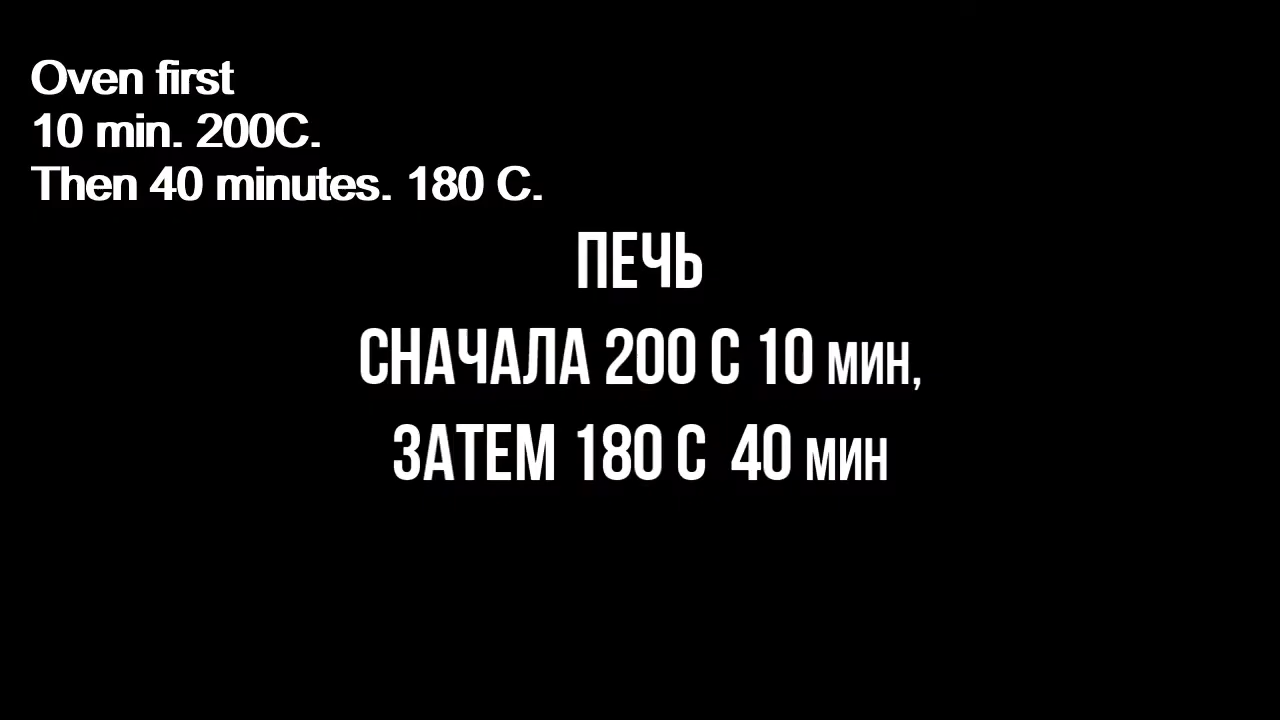 Oven first
10 min. 200C.
Then 40 minutes. 180 C.
ПЕЧЬ
СНАЧАЛА 200 С 10 мин,
ЗАТЕМ 180 С 40 мин